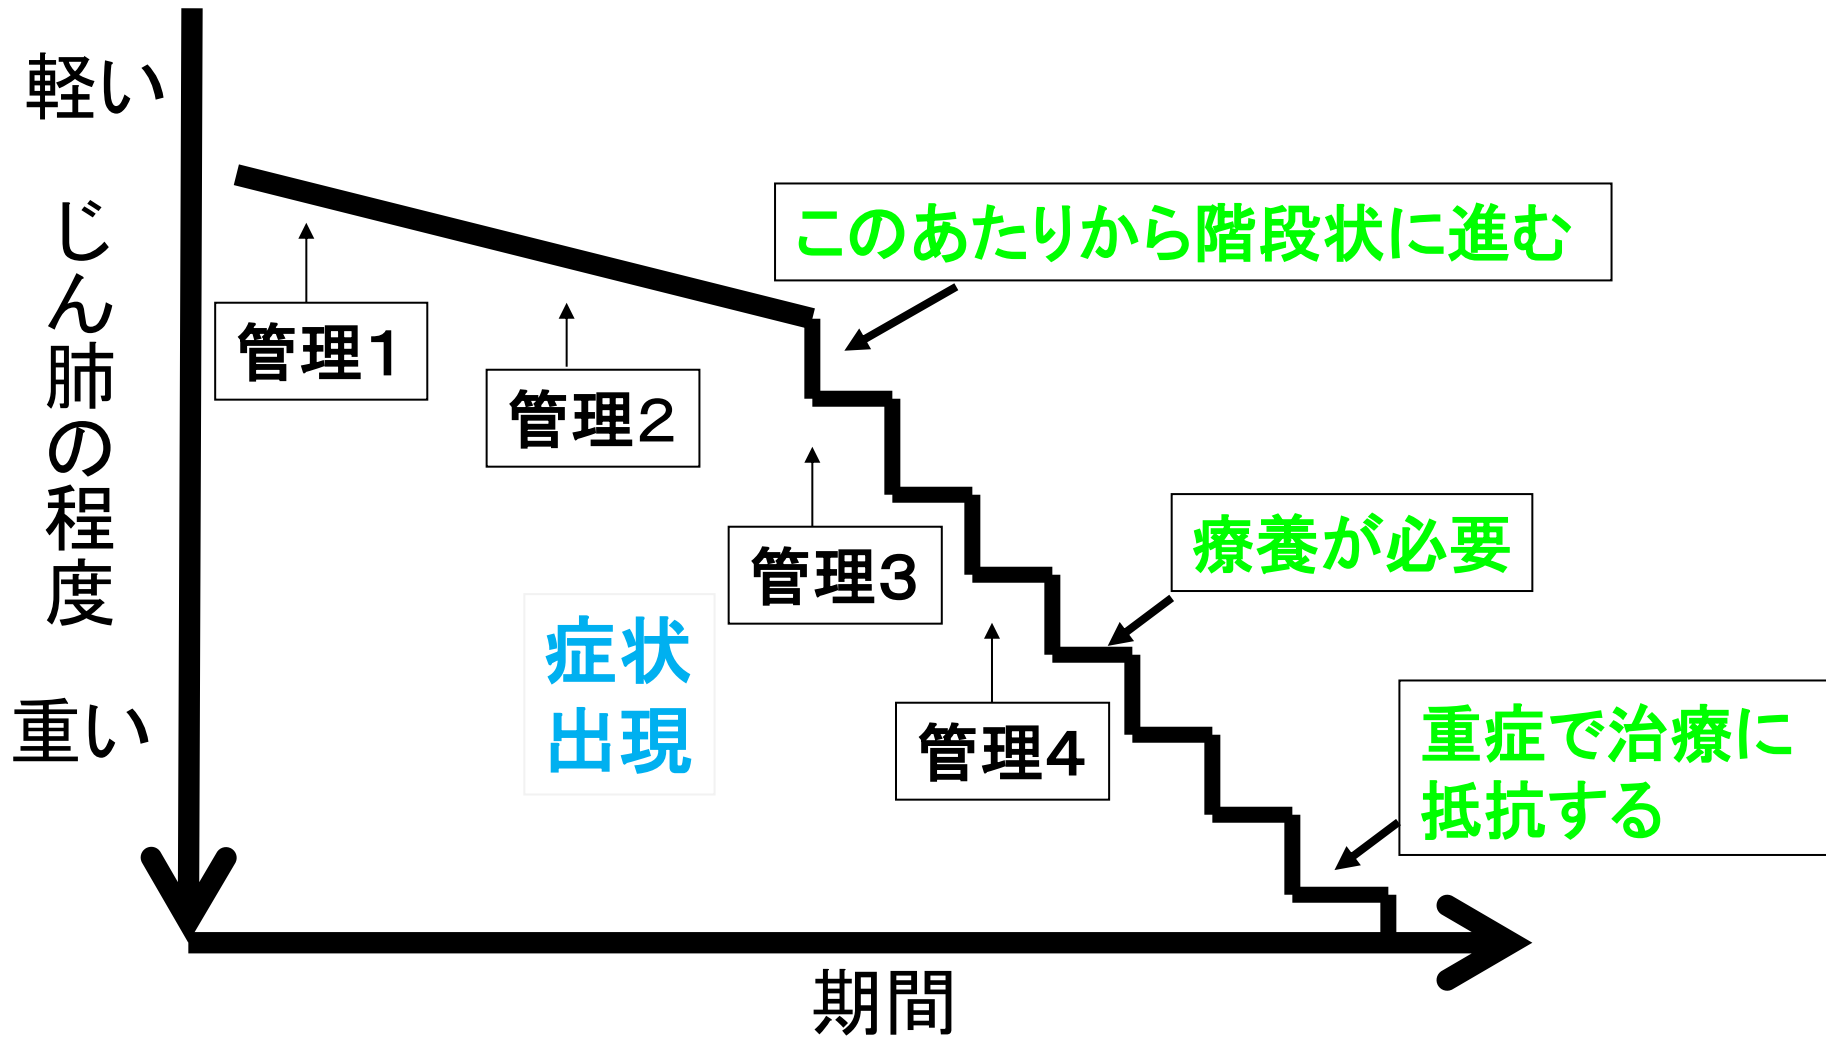 軽い
じん肺の程度
重い
このあたりから階段状に進む
管理１
管理２
管理３
療養が必要
症状
出現
管理４
重症で治療に
抵抗する
期間